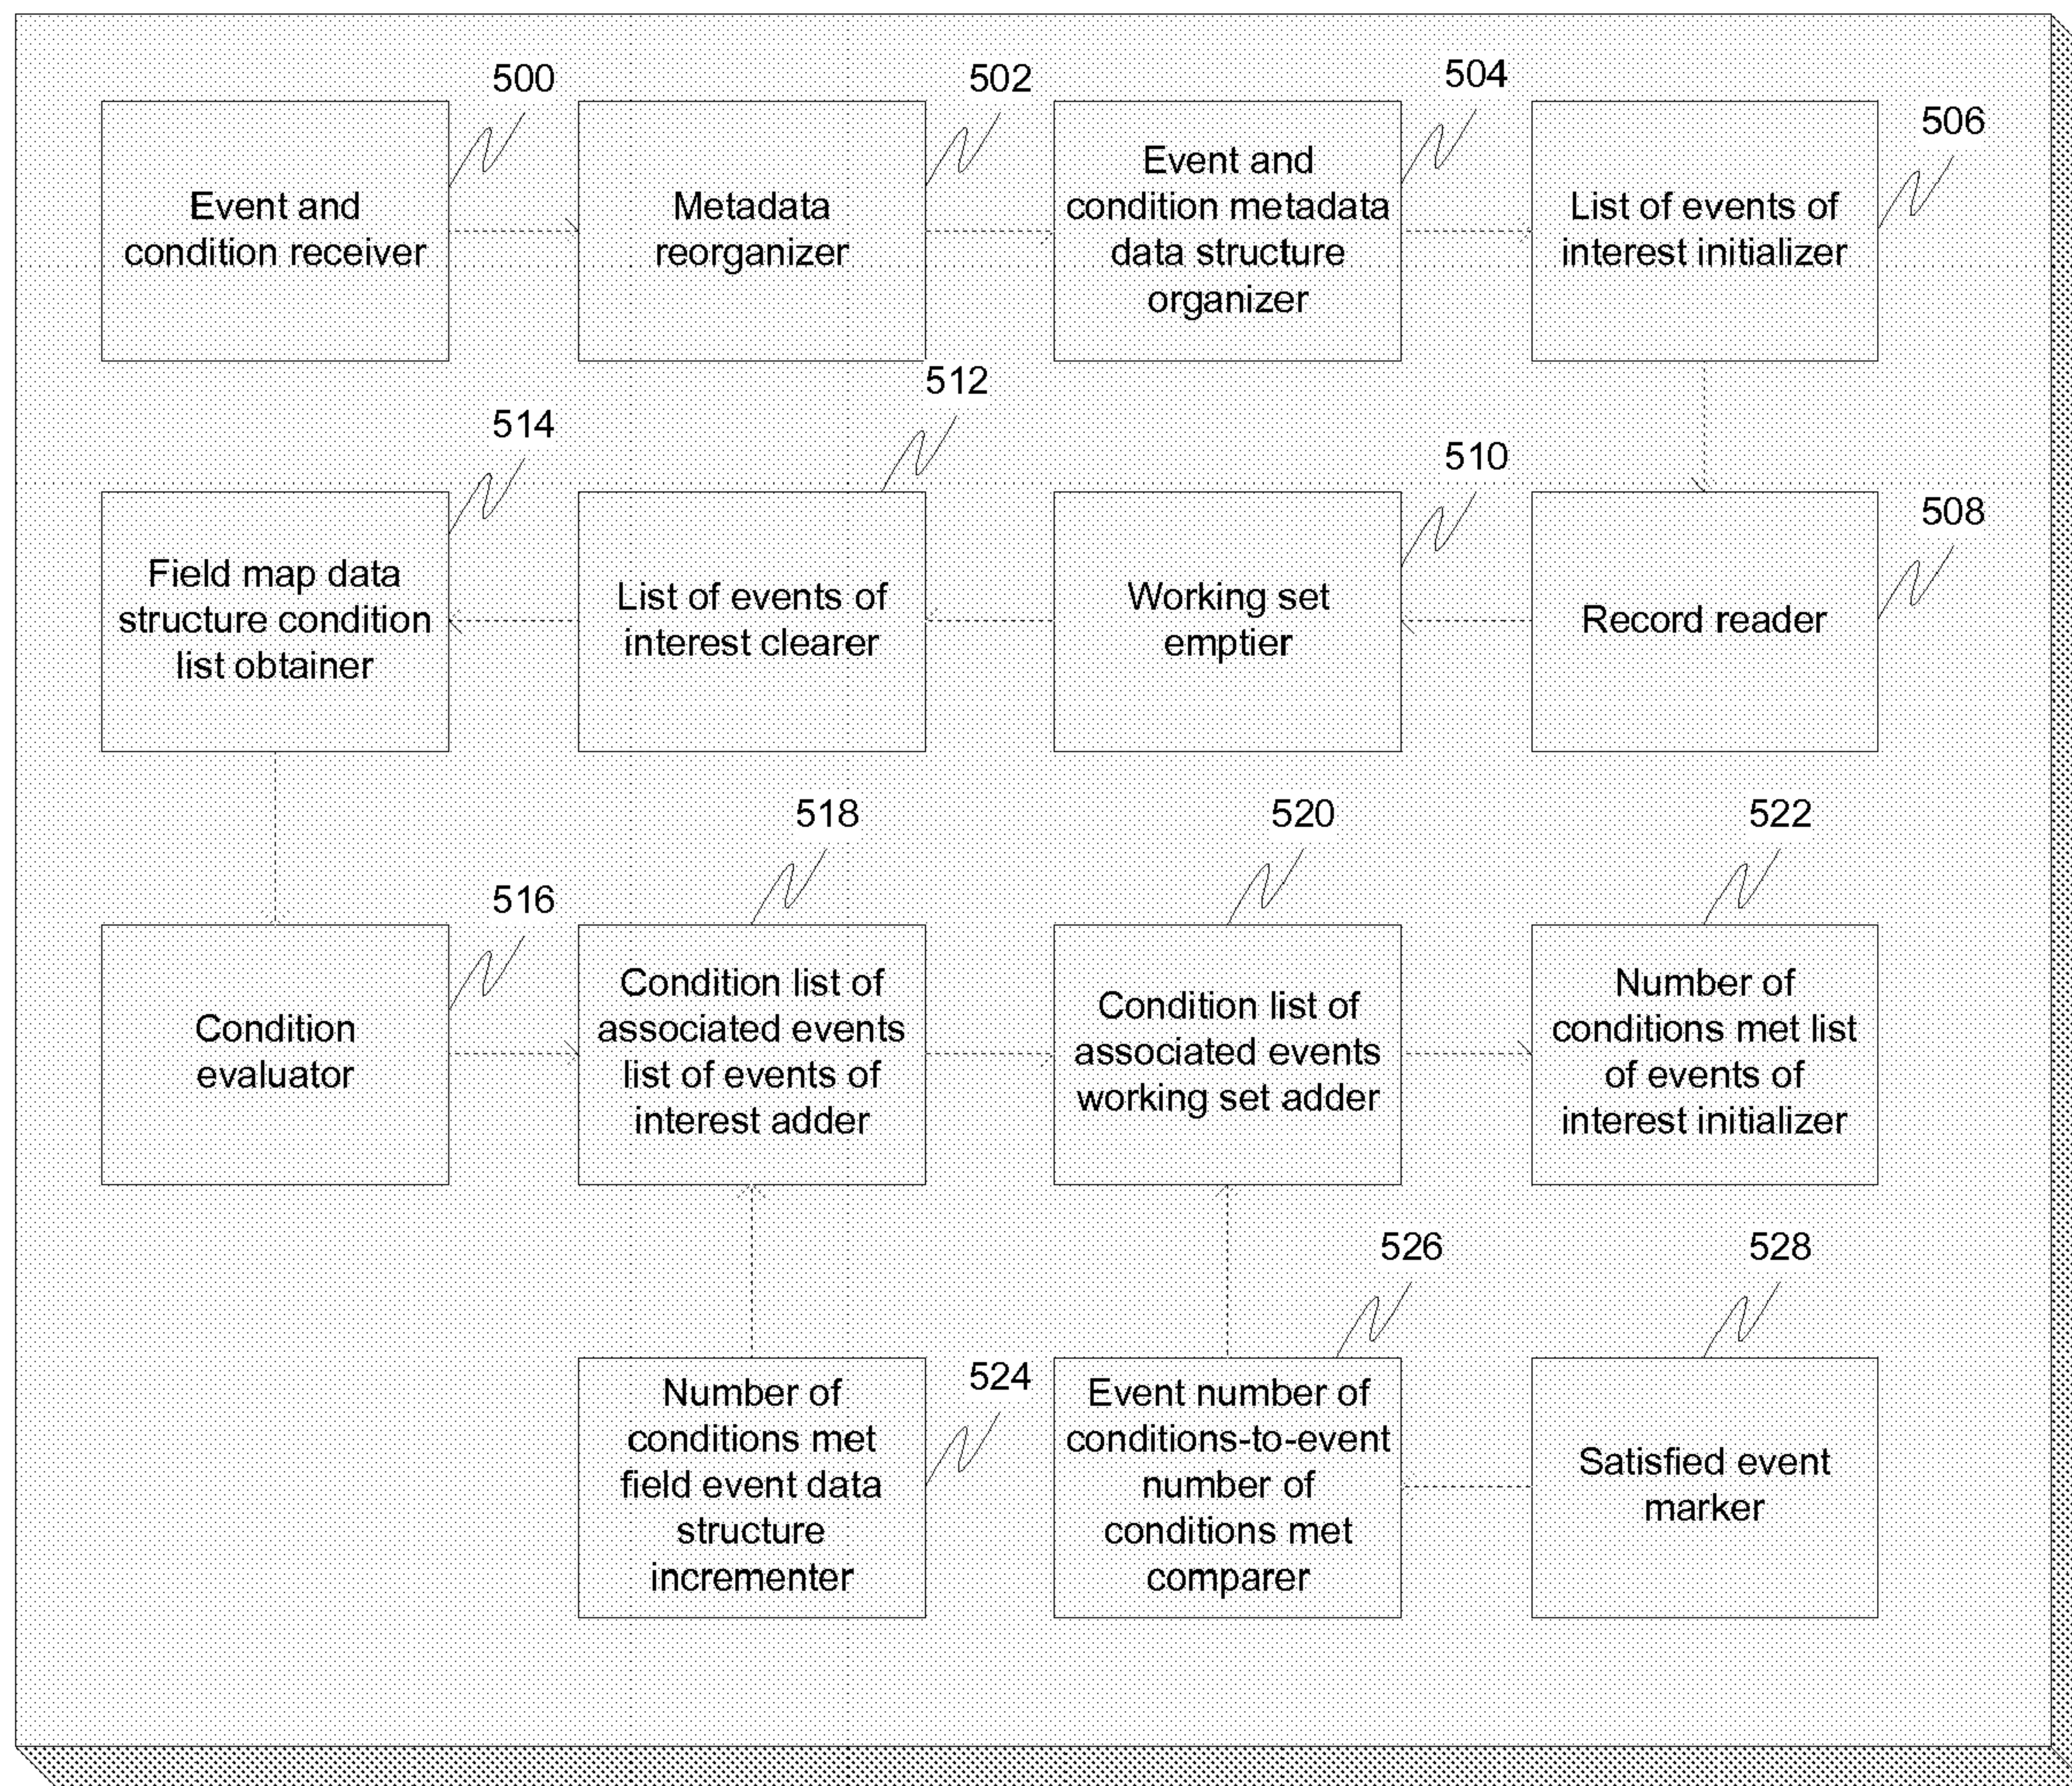 500
Event and
condition receiver
502
Metadata
reorganizer
504
Event and
condition metadata
data structure
organizer
506
List of events of
interest initializer
514
Field map data
structure condition
list obtainer
512
List of events of
interest clearer
510
Working set
emptier
508
Record reader
516
Condition
evaluator
518
Condition list of
associated events
list of events of
interest adder
520
Condition list of
associated events
working set adder
522
Number of
conditions met list
of events of
interest initializer
524
Number of
conditions met
field event data
structure
incrementer
526
Event number of
conditions-to-event
number of
conditions met
comparer
528
Satisfied event
marker